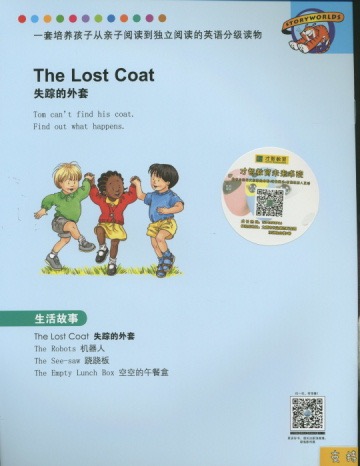 一套培养孩子从亲子阅读到独立阅读的英语分级读物
STORYWORLDS
The Lost Coat
失踪的外套
Tom can't find his coat.
Find out what happens.
生活故事
The Lost Coat 失踪的外套
The Robots 机器人
The See-saw 跷跷板
The Empty Lunch Box 空空的午餐盒